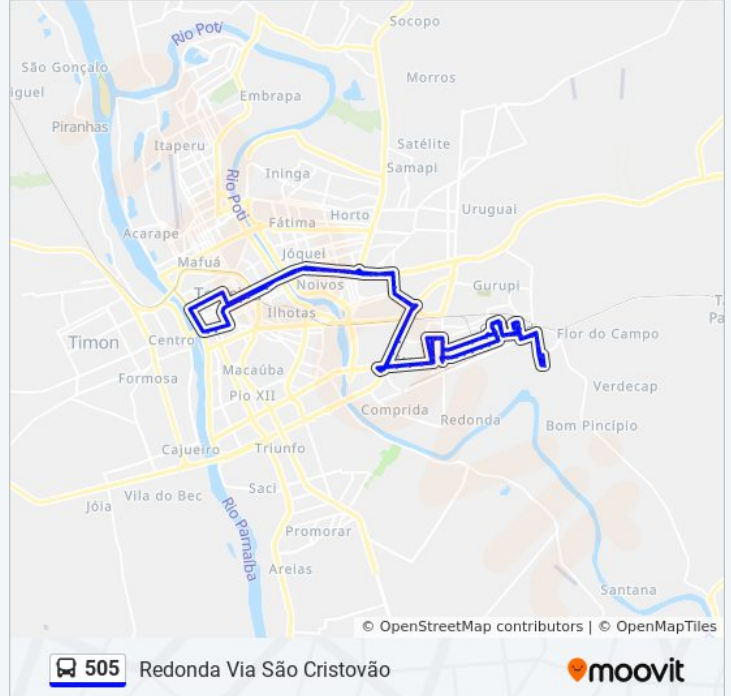 Socopo
Rio Poti
São Gonçalo
Morros
iguel
Embrapa
Piranhas
Itaperu
Satélite
Samapi
Ininga
Rio Poti
Uruguai
Horto
Fátima
Acarape
Jóquei
Mafuá
Noivos
Gurupi
Ilhotas
Timon
Centro
Flor do Campo
Macaúba
Formosa
Verdecap
Pio XII
Comprida
Redonda
Bom Pincípio
Cajueiro
Triunfo
Saci
Vila do Bec
Jóia
Rio Parnaíba
Promorar
Areias
Santana
© OpenStreetMap contributors | © OpenMapTiles
505 Redonda Via São Cristovão
moovit